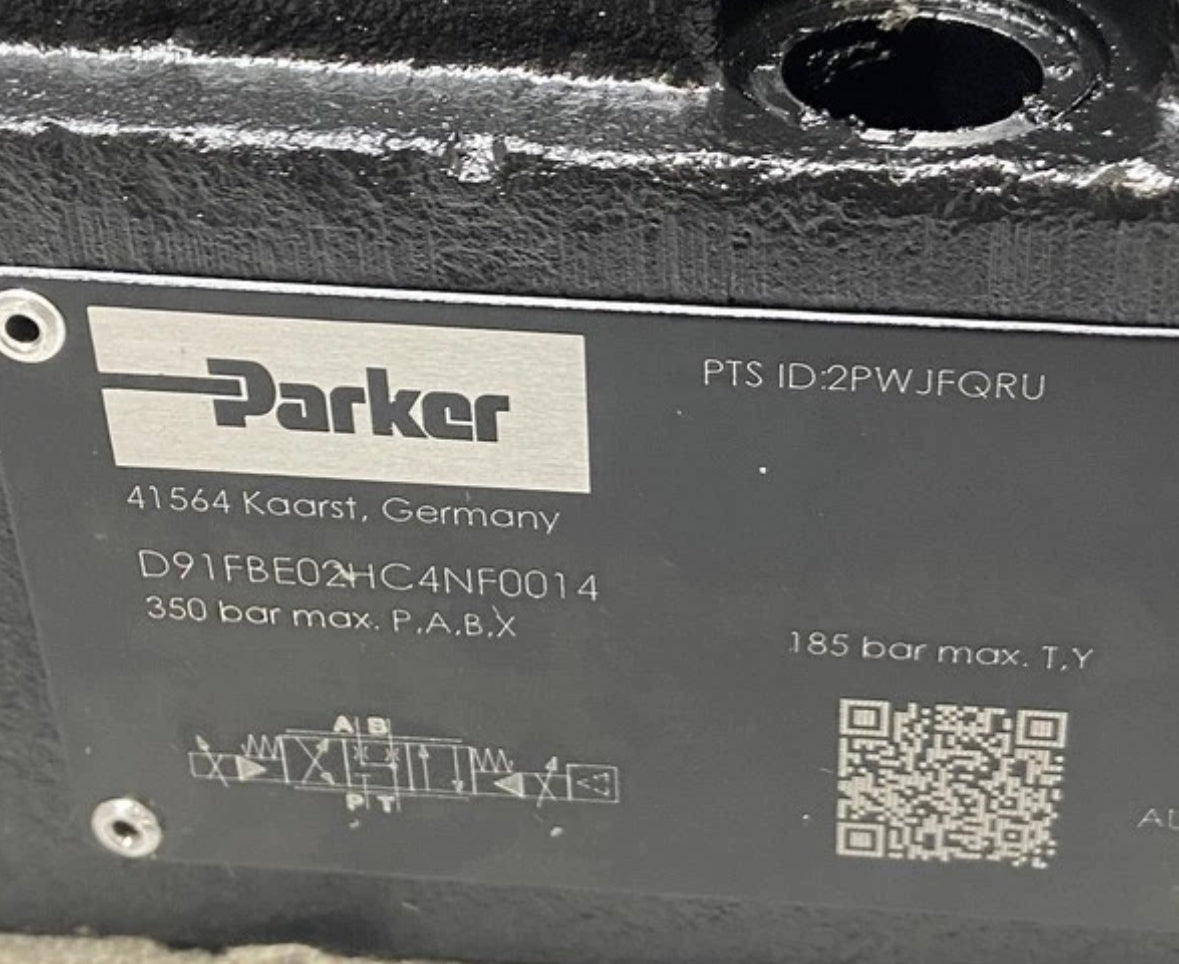 Parker
PTS ID:2PWJFQRU
41564 Kaarst, Germany
D91FBE02HC4NF0014
350 bar max. P,A,B,X
185 bar max. T,Y
A B
P T